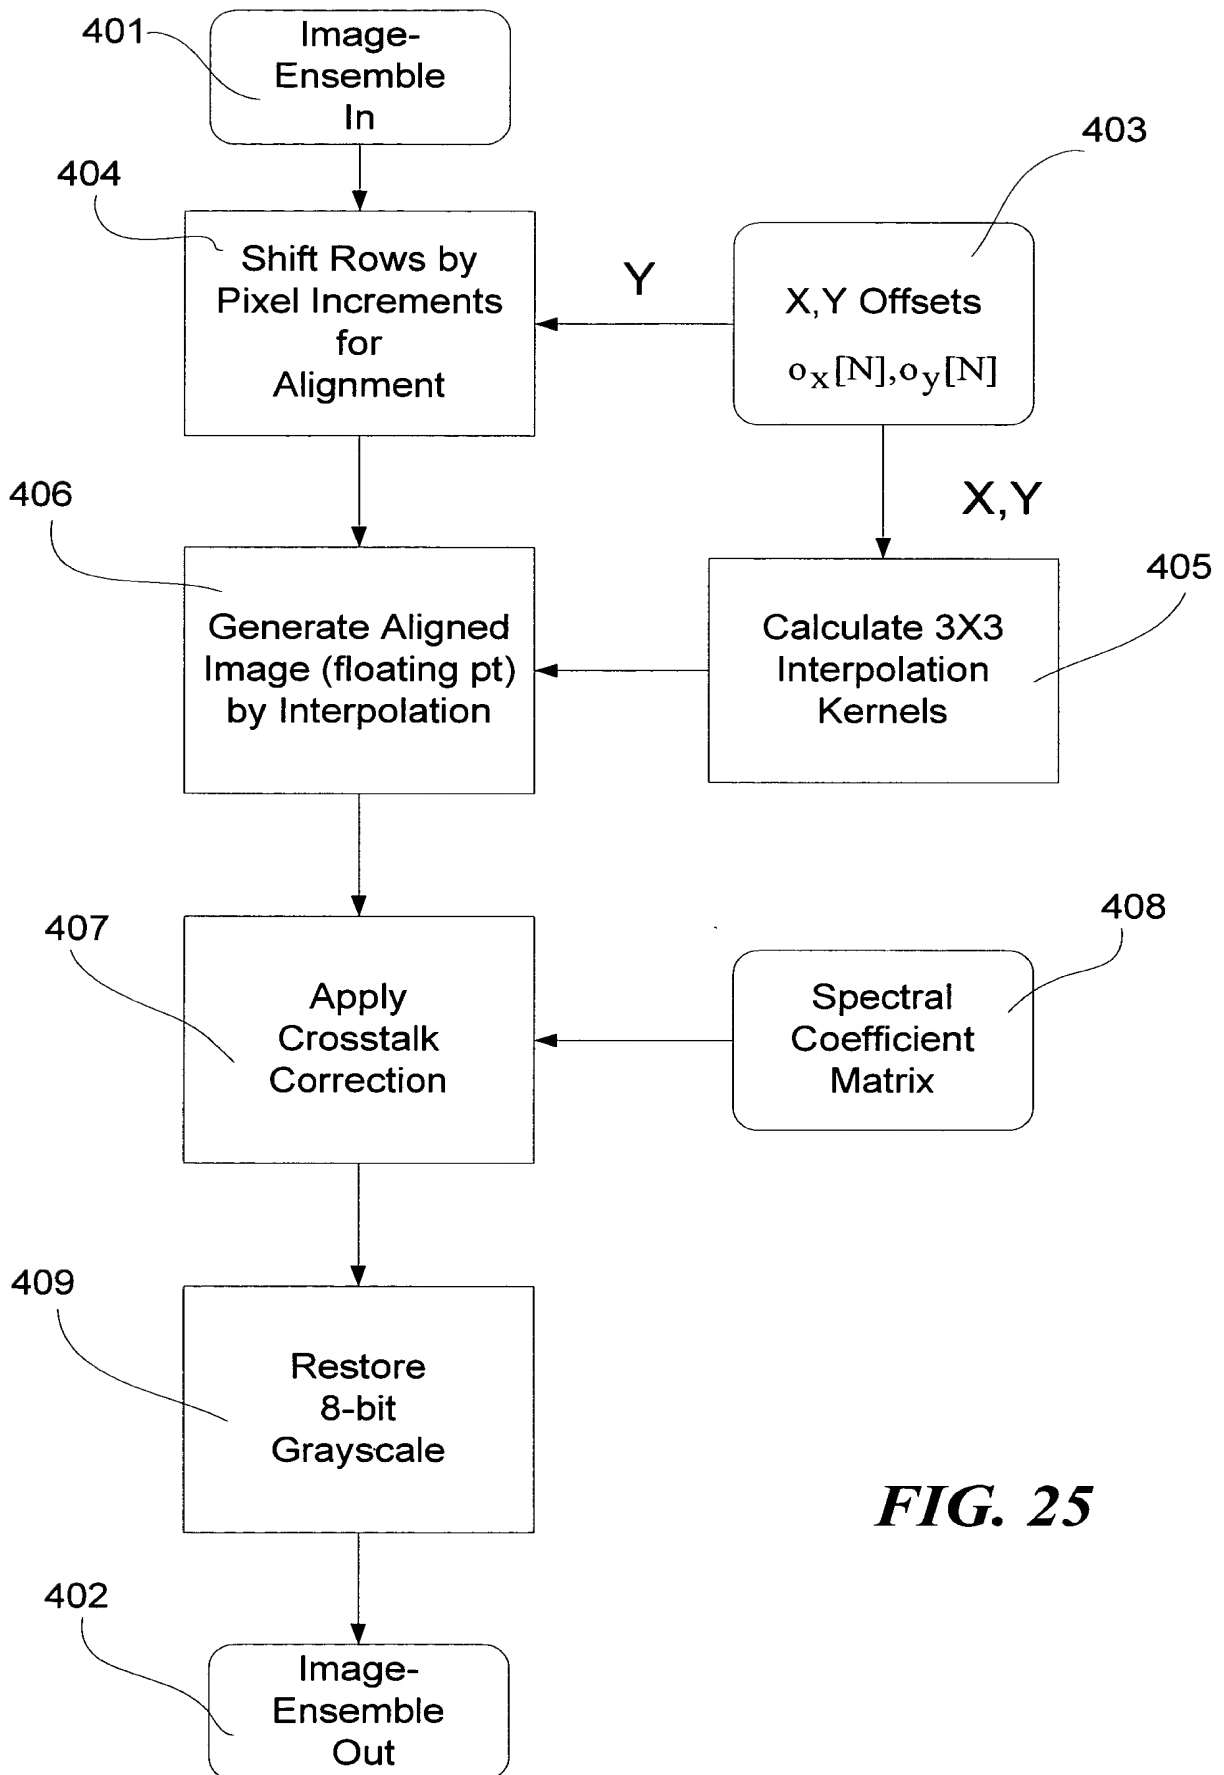 401
Image-
Ensemble
In
403
404
Shift Rows by
Pixel Increments
for
Alignment
Y
X,Y Offsets
oₓ[N],o_y[N]
X,Y
406
405
Generate Aligned
Image (floating pt)
by Interpolation
Calculate 3X3
Interpolation
Kernels
407
408
Apply
Crosstalk
Correction
Spectral
Coefficient
Matrix
409
Restore
8-bit
Grayscale
FIG. 25
402
Image-
Ensemble
Out